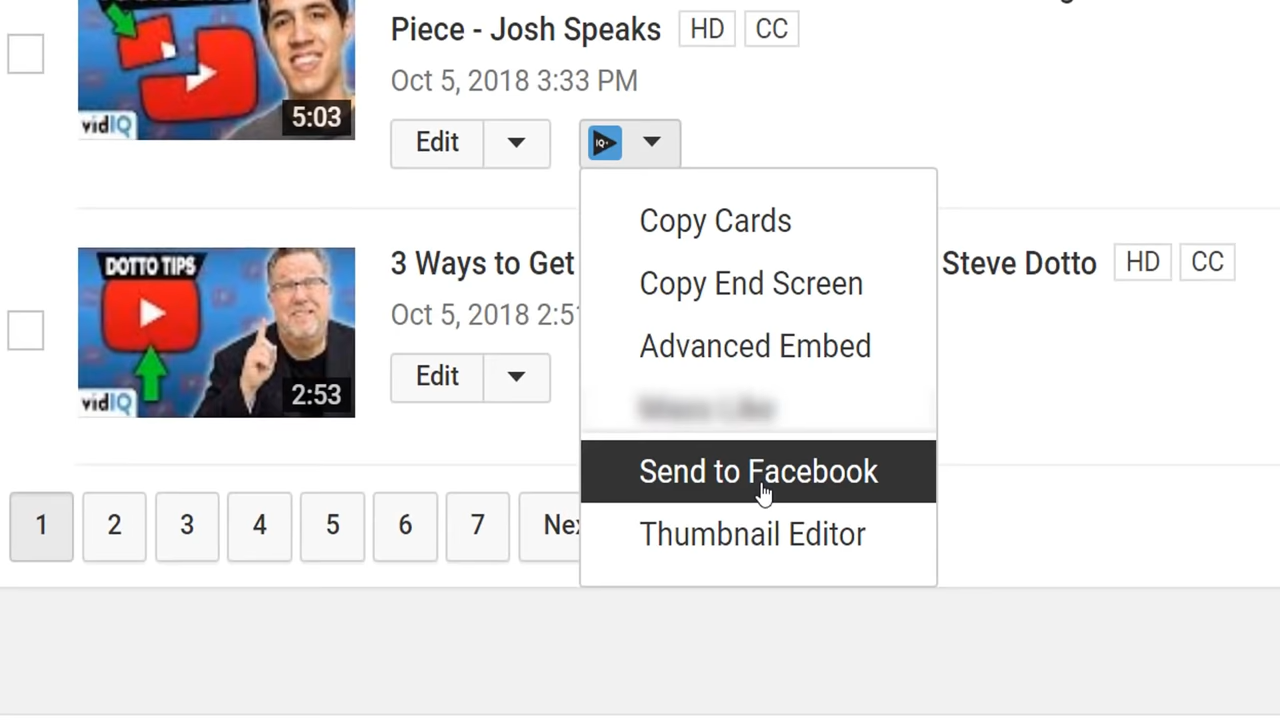 Piece - Josh Speaks HD CC
5:03
vidIQ
Oct 5, 2018 3:33 PM
Edit
IQ+
Copy Cards
DOTTO TIPS
3 Ways to Get
Steve Dotto HD CC
Copy End Screen
Oct 5, 2018 2:5
Advanced Embed
Edit
2:53
vidIQ
Send to Facebook
1 2 3 4 5 6 7
Thumbnail Editor